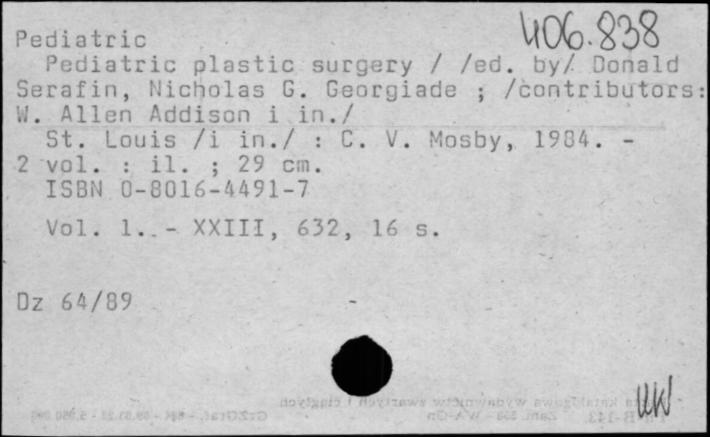 406.838
Pediatric
Pediatric plastic surgery / /ed. by/ Donald
Serafin, Nicholas G. Georgiade ; /contributors:
W. Allen Addison i in./
St. Louis /i in./ : C. V. Mosby, 1984. -
2 vol. : il. ; 29 cm.
ISBN 0-8016-4491-7
Vol. 1. - XXIII, 632, 16 s.
Dz 64/89